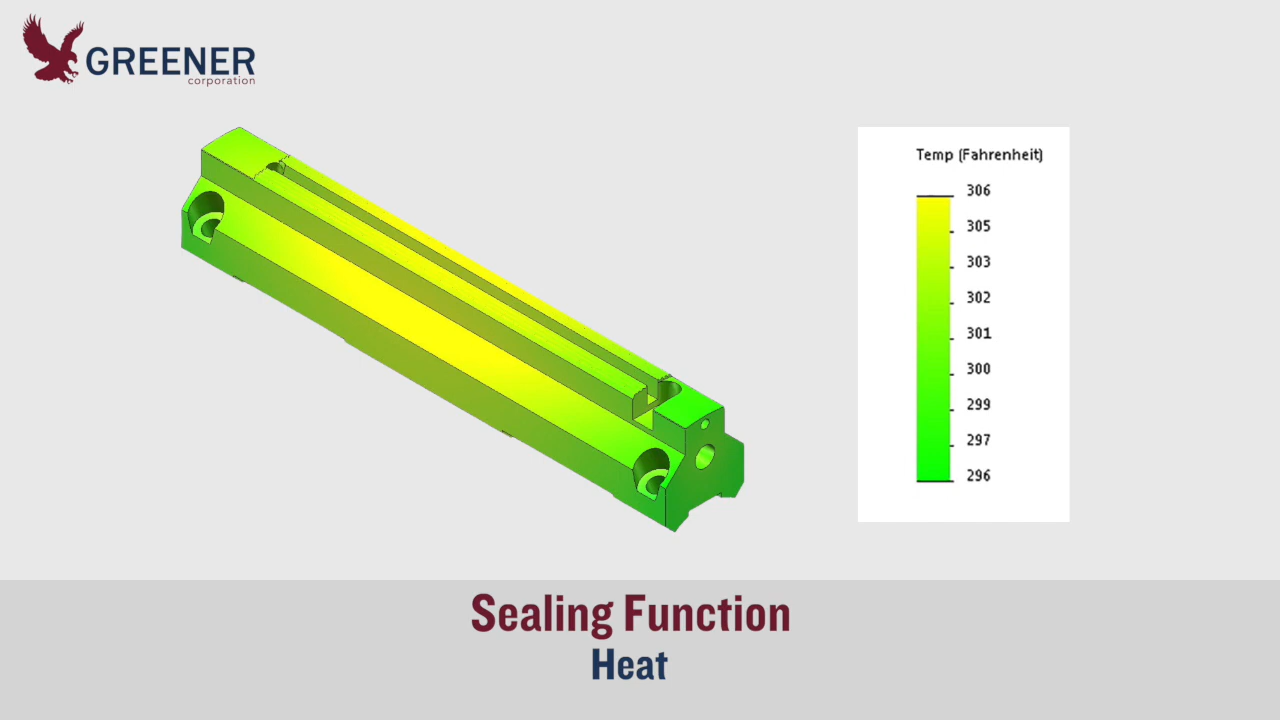 GREENER
corporation
Temp (Fahrenheit)
306
305
303
302
301
300
299
297
296
Sealing Function
Heat